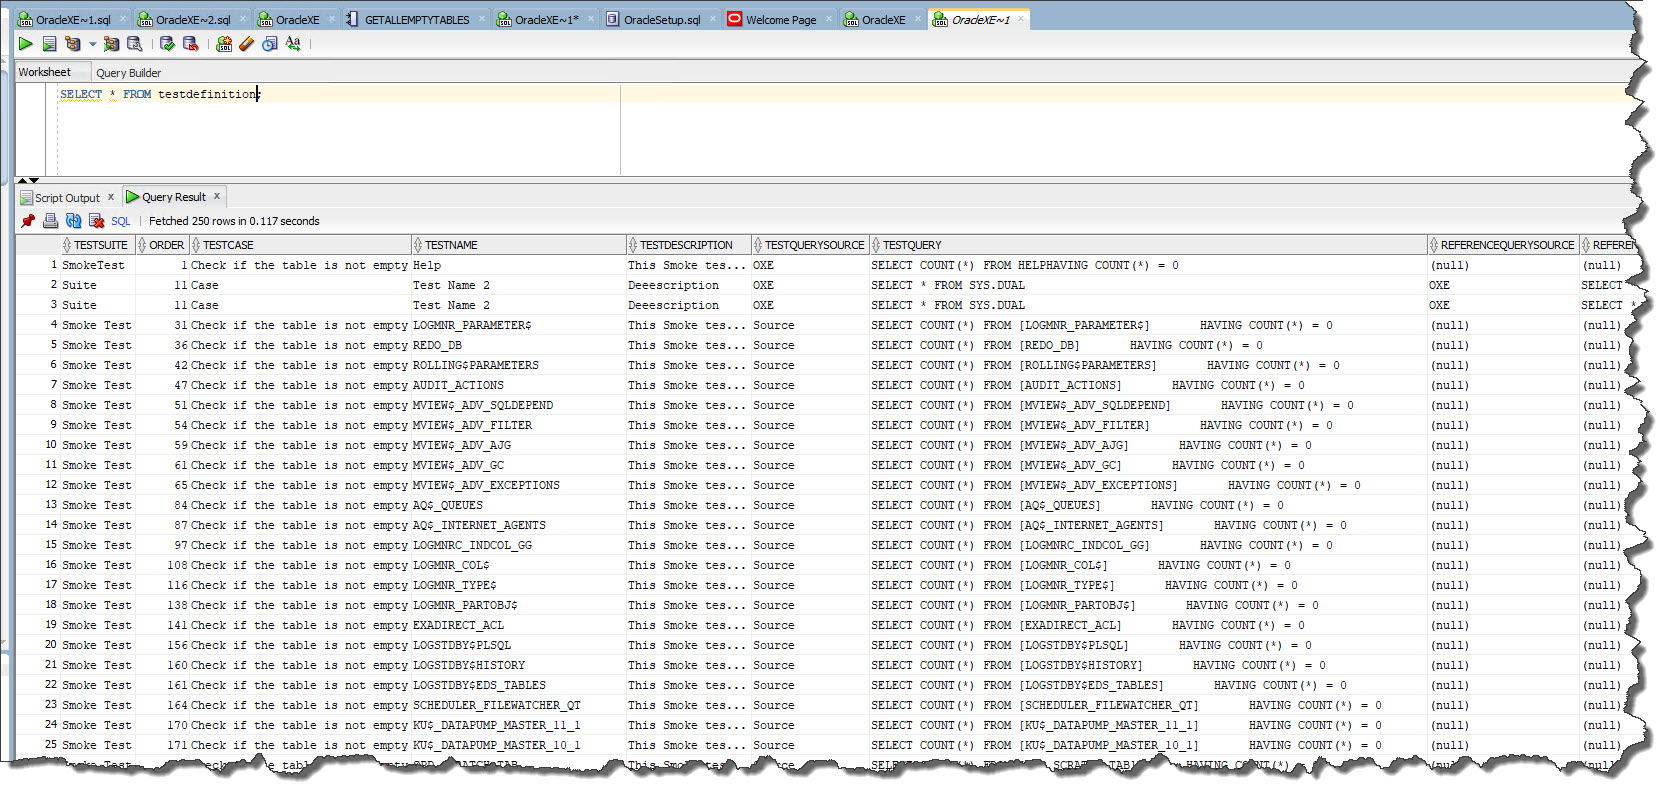 OracleXE~1.sql OracleXE~2.sql OracleXE GETALLEMPTYTABLES OracleXE~1* OracleSetup.sql Welcome Page OracleXE OracleXE~1
Worksheet Query Builder
SELECT * FROM testdefinition;
Script Output Query Result
SQL Fetched 250 rows in 0.117 seconds
TESTSUITE ORDER TESTCASE TESTNAME TESTDESCRIPTION TESTQUERYSOURCE TESTQUERY REFERENCEQUERYSOURCE
1 SmokeTest 1 Check if the table is not empty Help This Smoke tes... OXE SELECT COUNT(*) FROM HELPHAVING COUNT(*) = 0 (null) (null)
2 Suite 11 Case Test Name 2 Deeescription OXE SELECT * FROM SYS.DUAL OXE SELECT
3 Suite 11 Case Test Name 2 Deeescription OXE SELECT * FROM SYS.DUAL OXE SELECT *
4 Smoke Test 31 Check if the table is not empty LOGMNR_PARAMETER$ This Smoke tes... Source SELECT COUNT(*) FROM [LOGMNR_PARAMETER$] HAVING COUNT(*) = 0 (null) (null)
5 Smoke Test 36 Check if the table is not empty REDO_DB This Smoke tes... Source SELECT COUNT(*) FROM [REDO_DB] HAVING COUNT(*) = 0 (null) (null)
6 Smoke Test 42 Check if the table is not empty ROLLING$PARAMETERS This Smoke tes... Source SELECT COUNT(*) FROM [ROLLING$PARAMETERS] HAVING COUNT(*) = 0 (null) (null)
7 Smoke Test 47 Check if the table is not empty AUDIT_ACTIONS This Smoke tes... Source SELECT COUNT(*) FROM [AUDIT_ACTIONS] HAVING COUNT(*) = 0 (null) (null)
8 Smoke Test 51 Check if the table is not empty MVIEW$_ADV_SQLDEPEND This Smoke tes... Source SELECT COUNT(*) FROM [MVIEW$_ADV_SQLDEPEND] HAVING COUNT(*) = 0 (null) (null)
9 Smoke Test 54 Check if the table is not empty MVIEW$_ADV_FILTER This Smoke tes... Source SELECT COUNT(*) FROM [MVIEW$_ADV_FILTER] HAVING COUNT(*) = 0 (null) (null)
10 Smoke Test 59 Check if the table is not empty MVIEW$_ADV_AJG This Smoke tes... Source SELECT COUNT(*) FROM [MVIEW$_ADV_AJG] HAVING COUNT(*) = 0 (null) (null)
11 Smoke Test 61 Check if the table is not empty MVIEW$_ADV_GC This Smoke tes... Source SELECT COUNT(*) FROM [MVIEW$_ADV_GC] HAVING COUNT(*) = 0 (null) (null)
12 Smoke Test 65 Check if the table is not empty MVIEW$_ADV_EXCEPTIONS This Smoke tes... Source SELECT COUNT(*) FROM [MVIEW$_ADV_EXCEPTIONS] HAVING COUNT(*) = 0 (null) (null)
13 Smoke Test 84 Check if the table is not empty AQ$_QUEUES This Smoke tes... Source SELECT COUNT(*) FROM [AQ$_QUEUES] HAVING COUNT(*) = 0 (null) (null)
14 Smoke Test 87 Check if the table is not empty AQ$_INTERNET_AGENTS This Smoke tes... Source SELECT COUNT(*) FROM [AQ$_INTERNET_AGENTS] HAVING COUNT(*) = 0 (null) (null)
15 Smoke Test 97 Check if the table is not empty LOGMNRC_INDCOL_GG This Smoke tes... Source SELECT COUNT(*) FROM [LOGMNRC_INDCOL_GG] HAVING COUNT(*) = 0 (null) (null)
16 Smoke Test 108 Check if the table is not empty LOGMNR_COL$ This Smoke tes... Source SELECT COUNT(*) FROM [LOGMNR_COL$] HAVING COUNT(*) = 0 (null) (null)
17 Smoke Test 116 Check if the table is not empty LOGMNR_TYPE$ This Smoke tes... Source SELECT COUNT(*) FROM [LOGMNR_TYPE$] HAVING COUNT(*) = 0 (null) (null)
18 Smoke Test 138 Check if the table is not empty LOGMNR_PARTOBJ$ This Smoke tes... Source SELECT COUNT(*) FROM [LOGMNR_PARTOBJ$] HAVING COUNT(*) = 0 (null) (null)
19 Smoke Test 141 Check if the table is not empty EXADIRECT_ACL This Smoke tes... Source SELECT COUNT(*) FROM [EXADIRECT_ACL] HAVING COUNT(*) = 0 (null) (null)
20 Smoke Test 156 Check if the table is not empty LOGSTDBY$PLSQL This Smoke tes... Source SELECT COUNT(*) FROM [LOGSTDBY$PLSQL] HAVING COUNT(*) = 0 (null) (null)
21 Smoke Test 160 Check if the table is not empty LOGSTDBY$HISTORY This Smoke tes... Source SELECT COUNT(*) FROM [LOGSTDBY$HISTORY] HAVING COUNT(*) = 0 (null) (null)
22 Smoke Test 161 Check if the table is not empty LOGSTDBY$EDS_TABLES This Smoke tes... Source SELECT COUNT(*) FROM [LOGSTDBY$EDS_TABLES] HAVING COUNT(*) = 0 (null) (null)
23 Smoke Test 164 Check if the table is not empty SCHEDULER_FILEWATCHER_QT This Smoke tes... Source SELECT COUNT(*) FROM [SCHEDULER_FILEWATCHER_QT] HAVING COUNT(*) = 0 (null) (null)
24 Smoke Test 170 Check if the table is not empty KU$_DATAPUMP_MASTER_11_1 This Smoke tes... Source SELECT COUNT(*) FROM [KU$_DATAPUMP_MASTER_11_1] HAVING COUNT(*) = 0 (null) (null)
25 Smoke Test 171 Check if the table is not empty KU$_DATAPUMP_MASTER_10_1 This Smoke tes... Source SELECT COUNT(*) FROM [KU$_DATAPUMP_MASTER_10_1] HAVING COUNT(*) = 0 (null) (null)